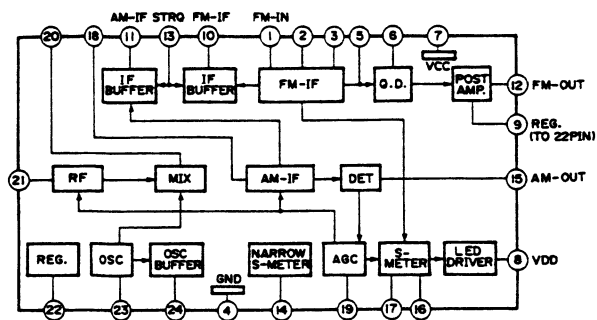 AM-IF STRQ FM-IF FM-IN
20 18 11 13 10 1 2 3 5 6 7
VCC
IF BUFFER
IF BUFFER
FM-IF
Q.D.
POST AMP.
12 FM-OUT
9 REG. (TO 22PIN)
21 RF MIX AM-IF DET 15 AM-OUT
REG.
OSC
OSC BUFFER
GND
NARROW S-METER
AGC
S-METER
LED DRIVER
8 VDD
22 23 24 4 14 19 17 16